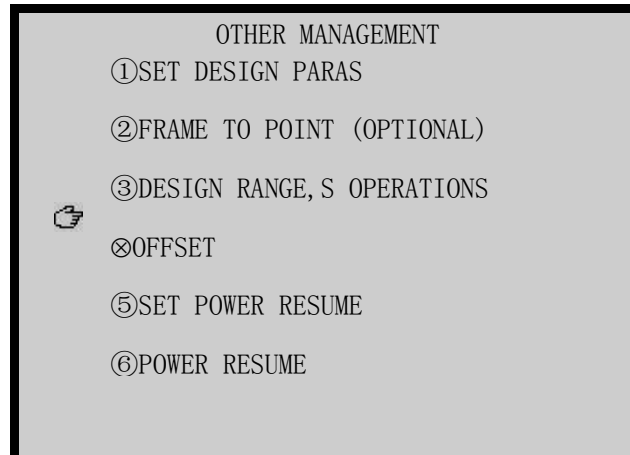 OTHER MANAGEMENT
①SET DESIGN PARAS
②FRAME TO POINT (OPTIONAL)
③DESIGN RANGE,S OPERATIONS
⊗OFFSET
⑤SET POWER RESUME
⑥POWER RESUME